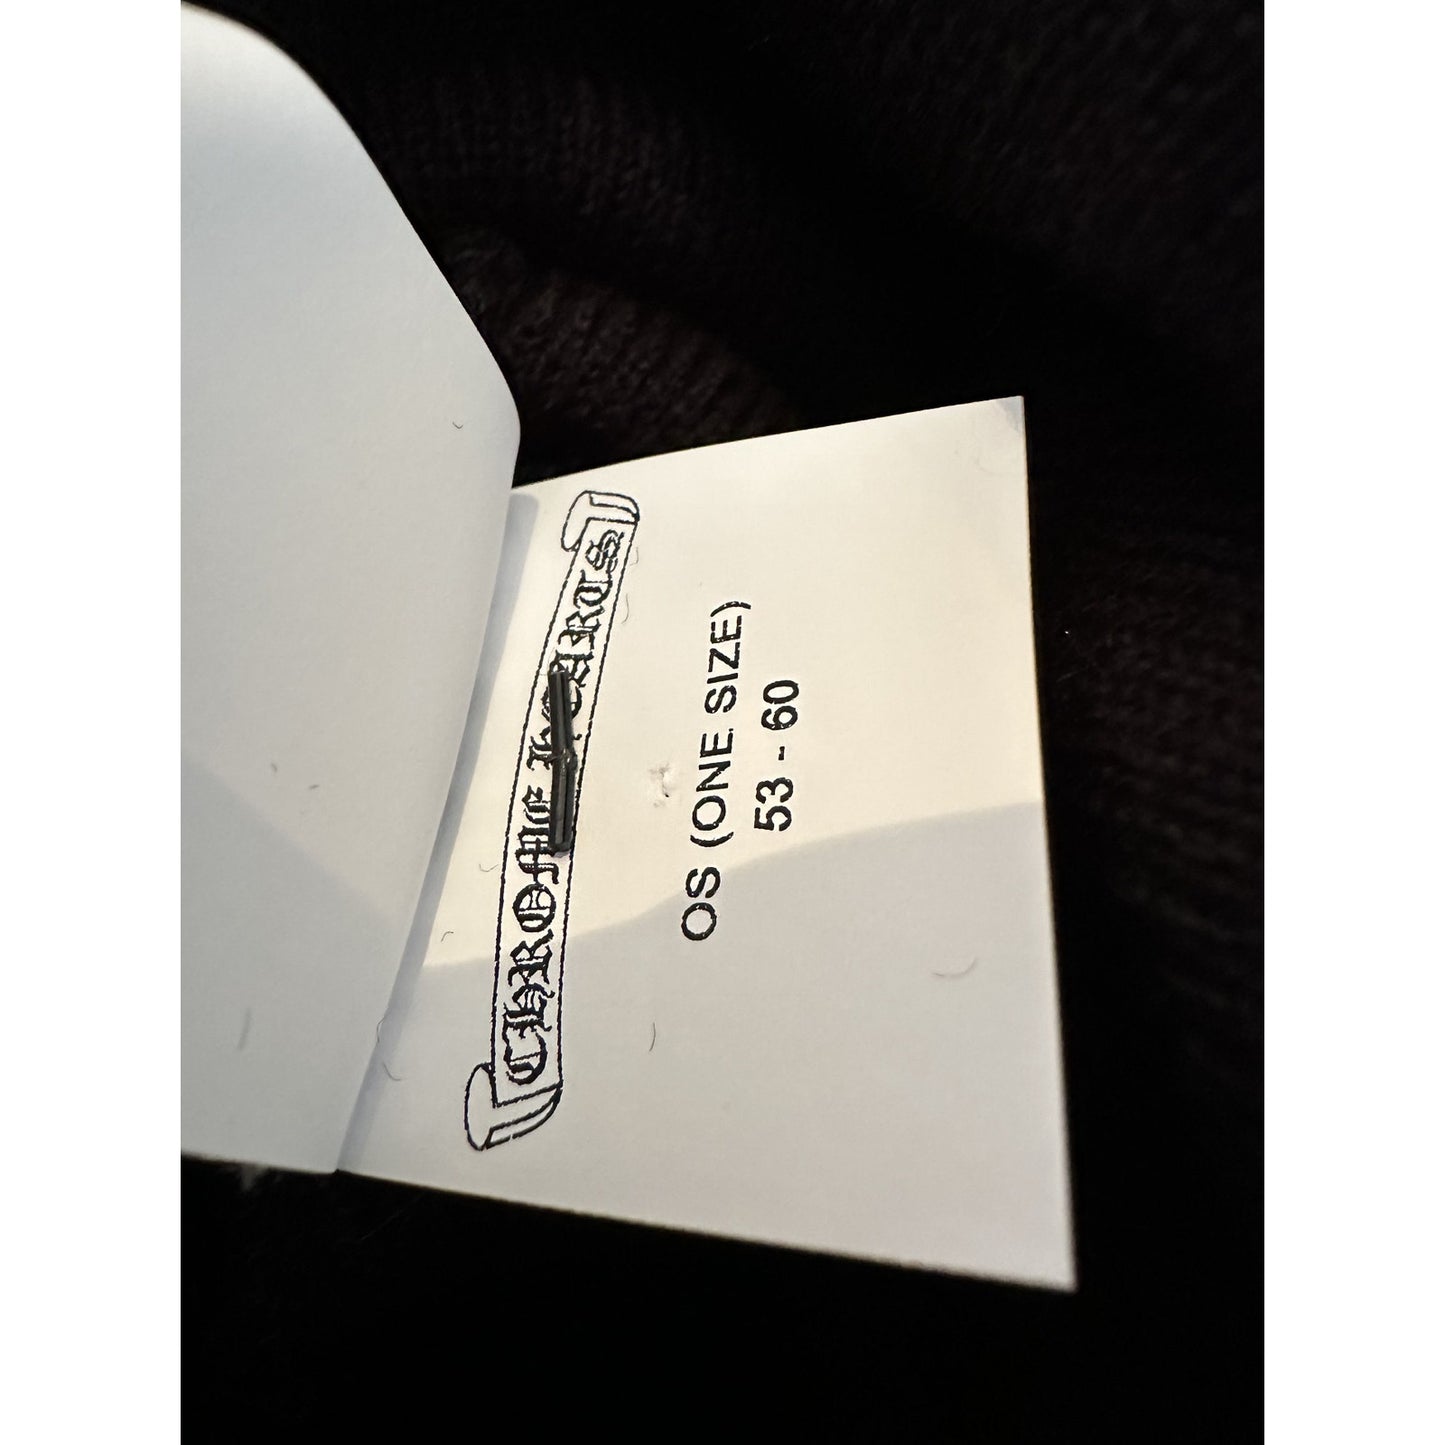 CHROME HEARTS
OS (ONE SIZE)
53 - 60